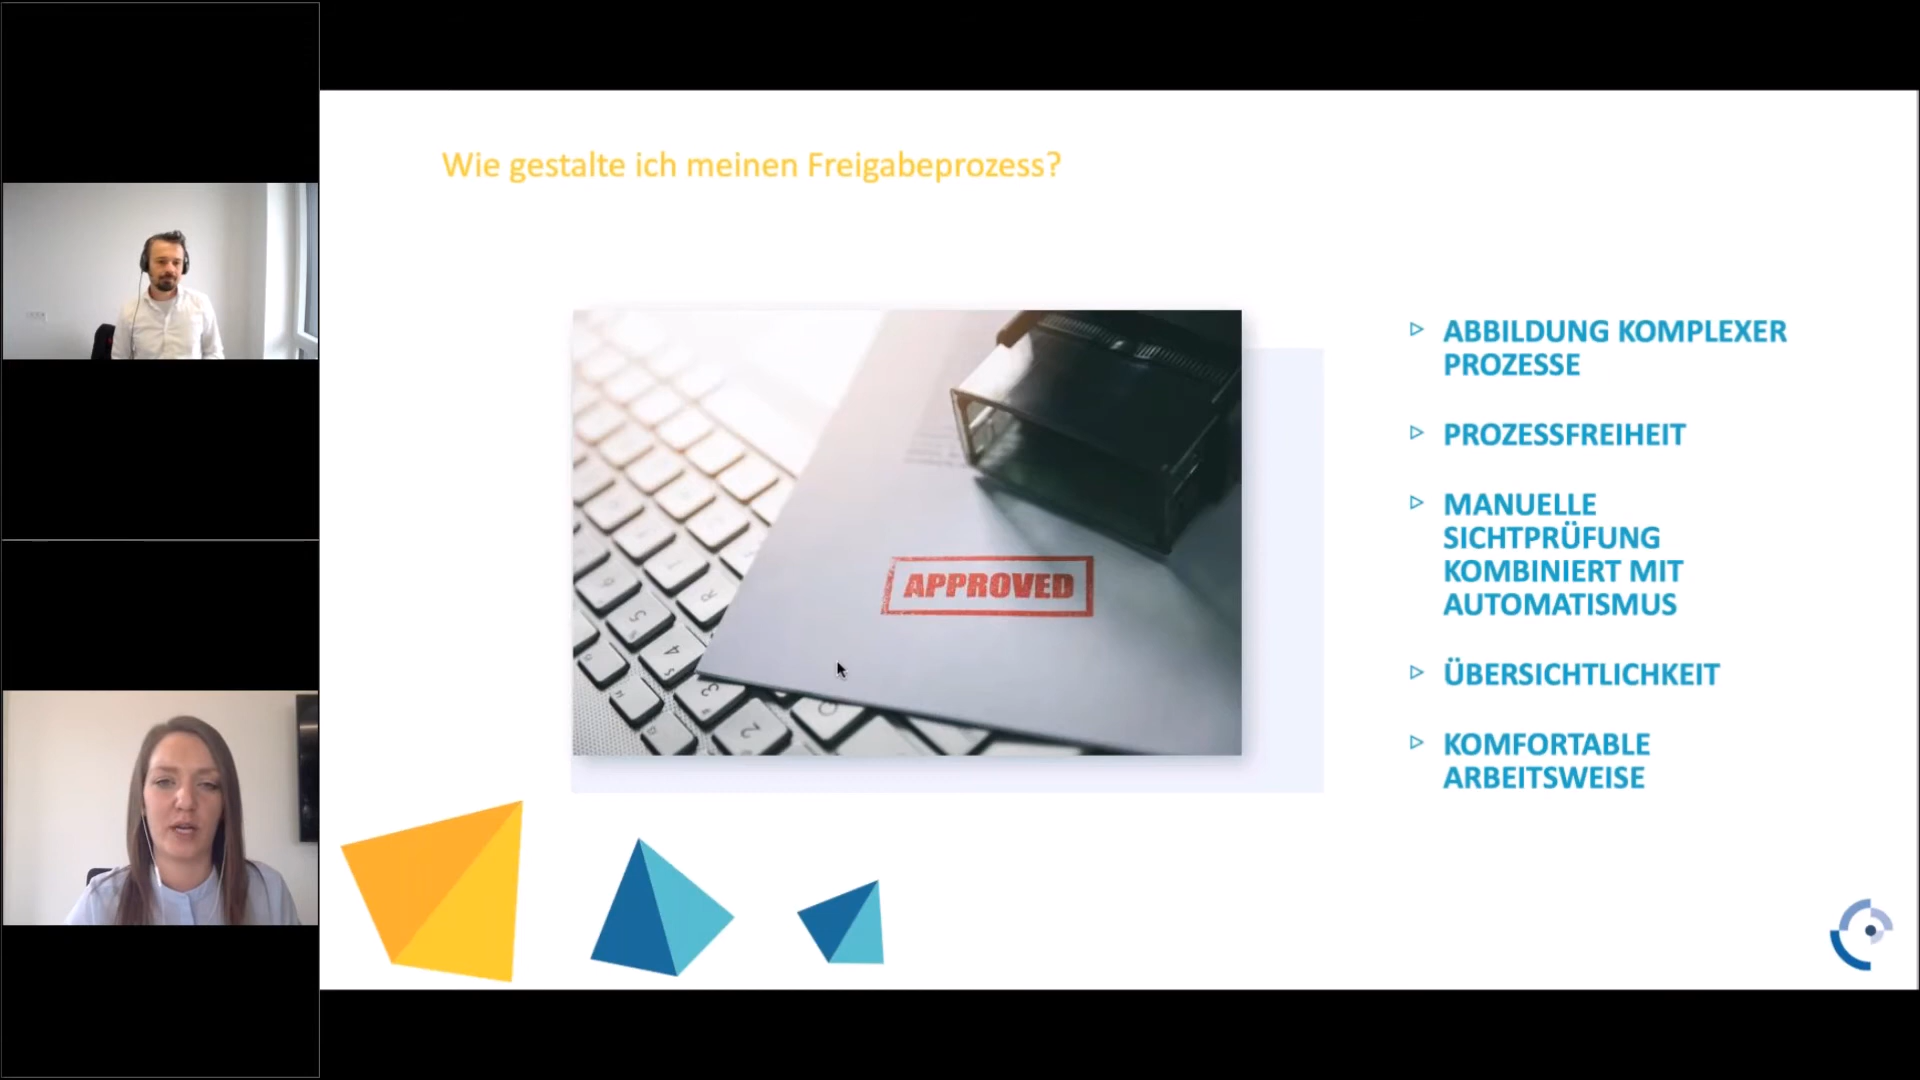 Wie gestalte ich meinen Freigabeprozess?
APPROVED
ABBILDUNG KOMPLEXER
PROZESSE
PROZESSFREIHEIT
MANUELLE
SICHTPRÜFUNG
KOMBINIERT MIT
AUTOMATISMUS
ÜBERSICHTLICHKEIT
KOMFORTABLE
ARBEITSWEISE